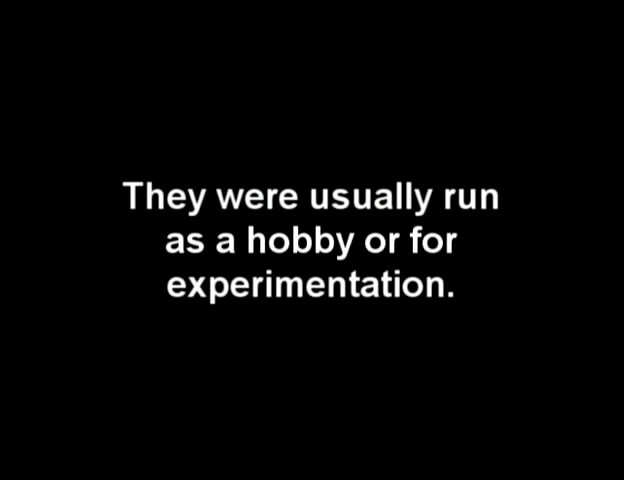 They were usually run
as a hobby or for
experimentation.